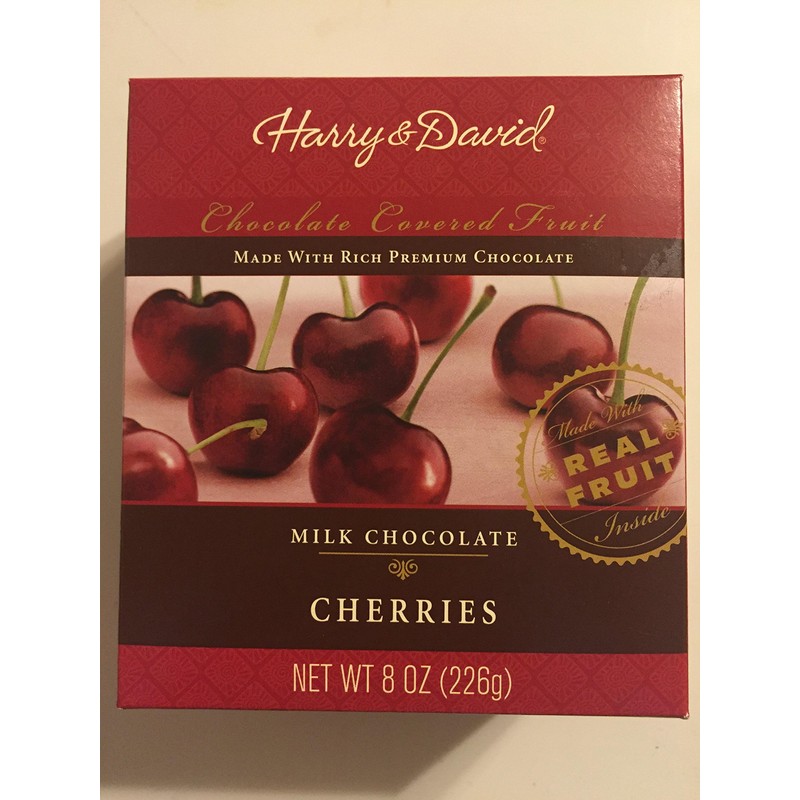 Harry & David®
Chocolate Covered Fruit
MADE WITH RICH PREMIUM CHOCOLATE
Made With
REAL
FRUIT
Inside
MILK CHOCOLATE
CHERRIES
NET WT 8 OZ (226g)